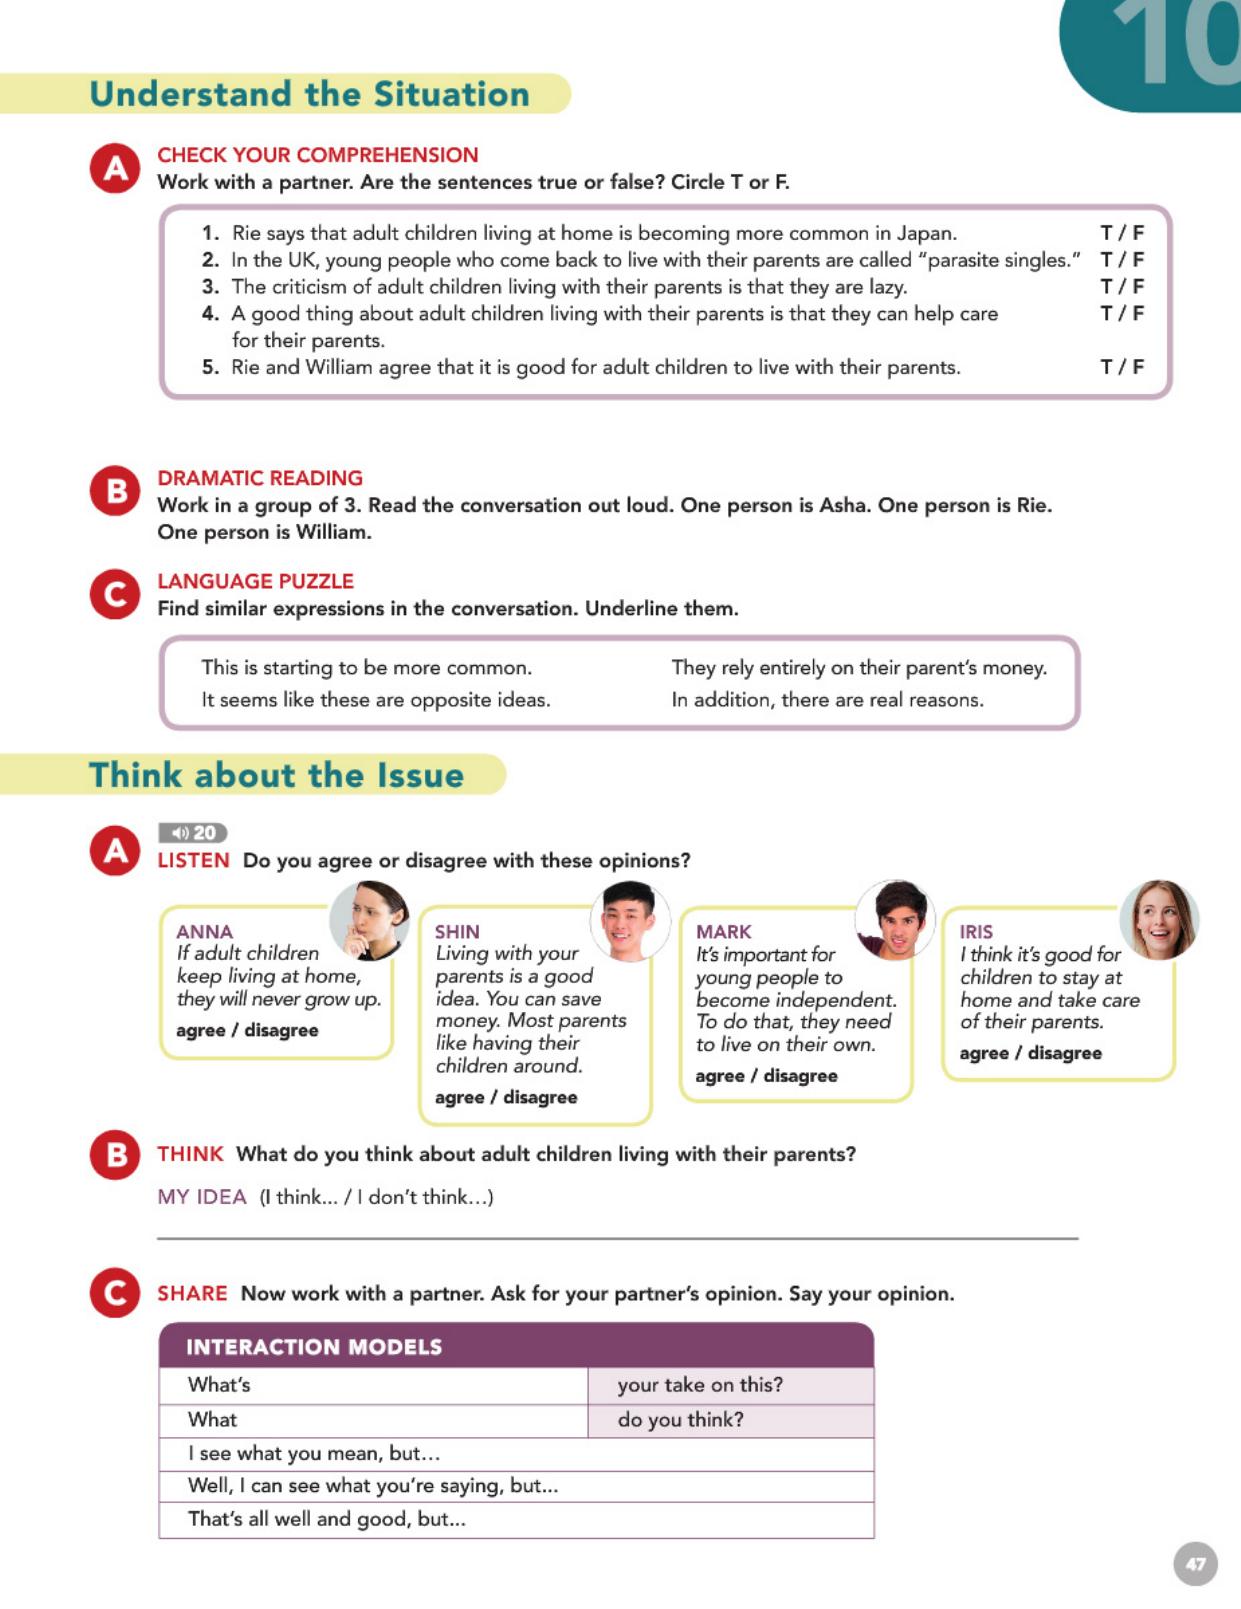 10
Understand the Situation
A
CHECK YOUR COMPREHENSION
Work with a partner. Are the sentences true or false? Circle T or F.
1. Rie says that adult children living at home is becoming more common in Japan. T / F
2. In the UK, young people who come back to live with their parents are called “parasite singles.” T / F
3. The criticism of adult children living with their parents is that they are lazy. T / F
4. A good thing about adult children living with their parents is that they can help care T / F
for their parents.
5. Rie and William agree that it is good for adult children to live with their parents. T / F
B
DRAMATIC READING
Work in a group of 3. Read the conversation out loud. One person is Asha. One person is Rie.
One person is William.
C
LANGUAGE PUZZLE
Find similar expressions in the conversation. Underline them.
This is starting to be more common.
It seems like these are opposite ideas.
They rely entirely on their parent’s money.
In addition, there are real reasons.
Think about the Issue
A
20
LISTEN Do you agree or disagree with these opinions?
ANNA
If adult children
keep living at home,
they will never grow up.
agree / disagree
SHIN
Living with your
parents is a good
idea. You can save
money. Most parents
like having their
children around.
agree / disagree
MARK
It’s important for
young people to
become independent.
To do that, they need
to live on their own.
agree / disagree
IRIS
I think it’s good for
children to stay at
home and take care
of their parents.
agree / disagree
B
THINK What do you think about adult children living with their parents?
MY IDEA (I think... / I don’t think...)
C
SHARE Now work with a partner. Ask for your partner’s opinion. Say your opinion.
INTERACTION MODELS
What’s your take on this?
What do you think?
I see what you mean, but...
Well, I can see what you’re saying, but...
That’s all well and good, but...
47